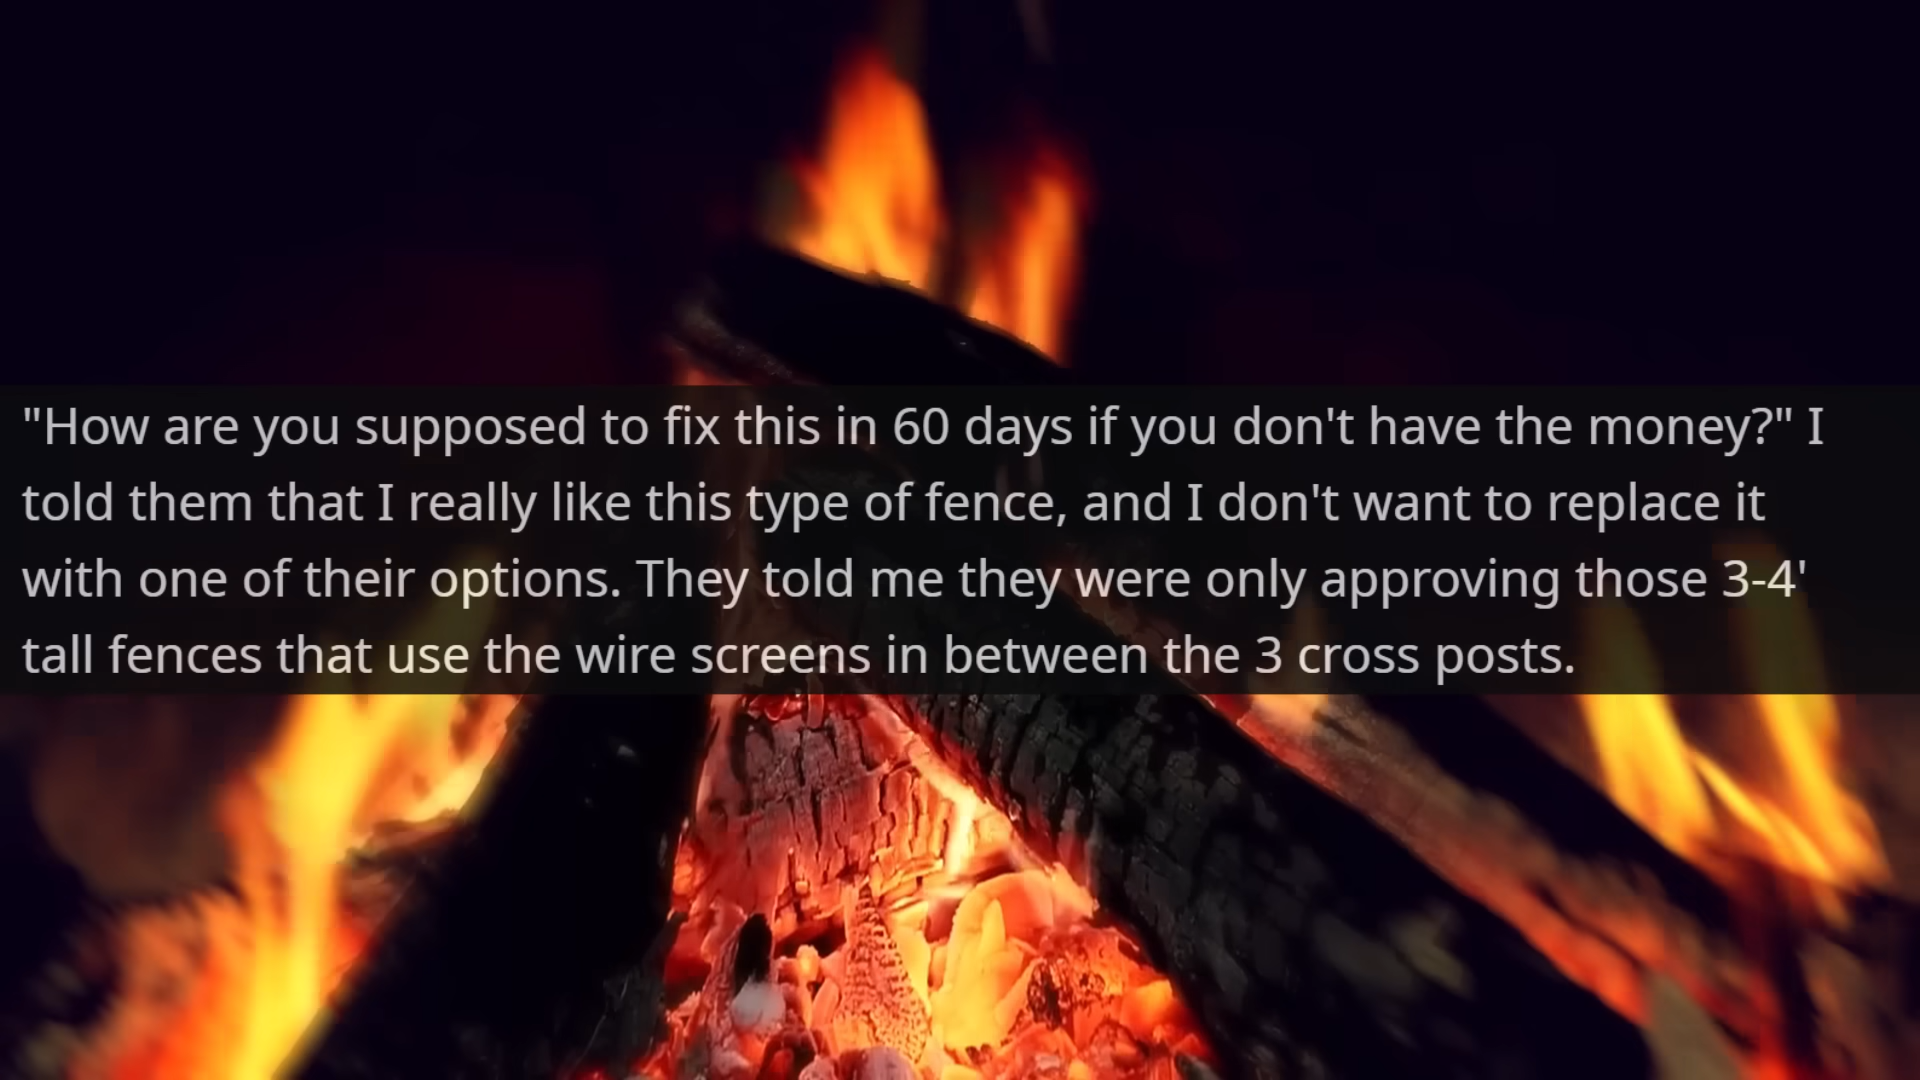 "How are you supposed to fix this in 60 days if you don't have the money?" I
told them that I really like this type of fence, and I don't want to replace it
with one of their options. They told me they were only approving those 3-4'
tall fences that use the wire screens in between the 3 cross posts.